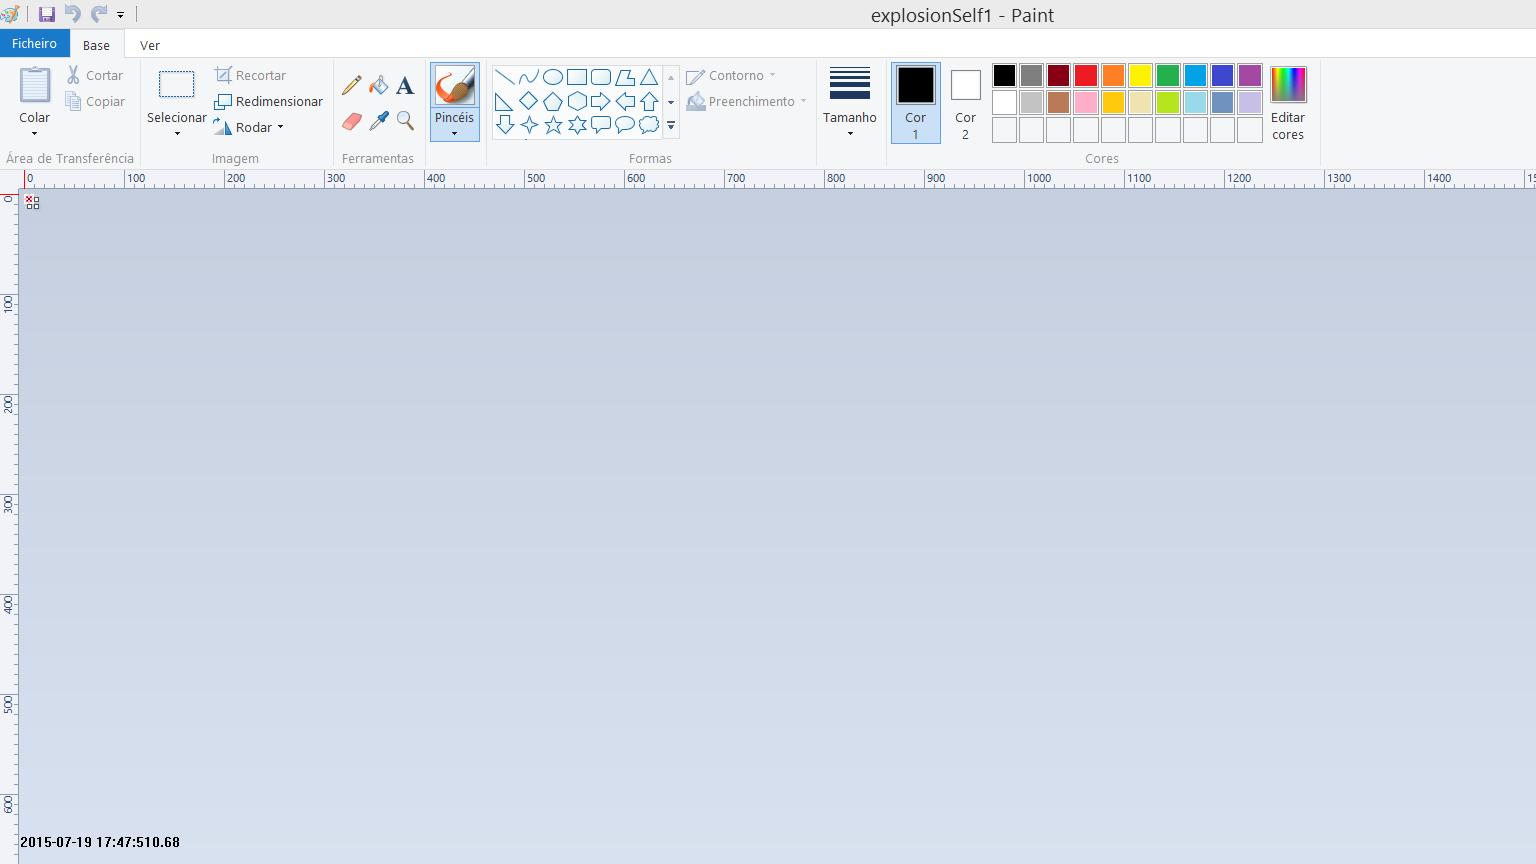 explosionSelf1 - Paint
Ficheiro Base Ver
Colar
Cortar
Copiar
Área de Transferência
Selecionar
Recortar
Redimensionar
Rodar
Imagem
A
Ferramentas
Pincéis
Contorno
Preenchimento
Formas
Tamanho
Cor
1
Cor
2
Editar
cores
Cores
0 100 200 300 400 500 600 700 800 900 1000 1100 1200 1300 1400
0
100
200
300
400
500
600
2015-07-19 17:47:510.68